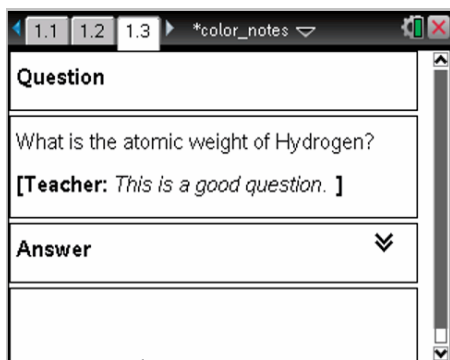 1.1 1.2 1.3 *color_notes
Question
What is the atomic weight of Hydrogen?
[Teacher: This is a good question. ]
Answer